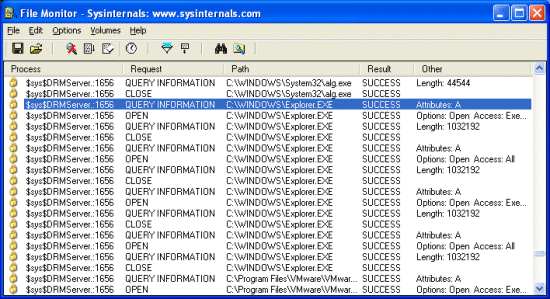 File Monitor - Sysinternals: www.sysinternals.com
File Edit Options Volumes Help
Process Request Path Result Other
$sys$DRMServer.:1656 QUERY INFORMATION C:\WINDOWS\System32\alg.exe SUCCESS Length: 44544
$sys$DRMServer.:1656 CLOSE C:\WINDOWS\System32\alg.exe SUCCESS
$sys$DRMServer.:1656 QUERY INFORMATION C:\WINDOWS\Explorer.EXE SUCCESS Attributes: A
$sys$DRMServer.:1656 OPEN C:\WINDOWS\Explorer.EXE SUCCESS Options: Open Access: Exe...
$sys$DRMServer.:1656 QUERY INFORMATION C:\WINDOWS\Explorer.EXE SUCCESS Length: 1032192
$sys$DRMServer.:1656 CLOSE C:\WINDOWS\Explorer.EXE SUCCESS
$sys$DRMServer.:1656 QUERY INFORMATION C:\WINDOWS\Explorer.EXE SUCCESS Attributes: A
$sys$DRMServer.:1656 OPEN C:\WINDOWS\Explorer.EXE SUCCESS Options: Open Access: All
$sys$DRMServer.:1656 QUERY INFORMATION C:\WINDOWS\Explorer.EXE SUCCESS Length: 1032192
$sys$DRMServer.:1656 CLOSE C:\WINDOWS\Explorer.EXE SUCCESS
$sys$DRMServer.:1656 QUERY INFORMATION C:\WINDOWS\Explorer.EXE SUCCESS Attributes: A
$sys$DRMServer.:1656 OPEN C:\WINDOWS\Explorer.EXE SUCCESS Options: Open Access: Exe...
$sys$DRMServer.:1656 QUERY INFORMATION C:\WINDOWS\Explorer.EXE SUCCESS Length: 1032192
$sys$DRMServer.:1656 CLOSE C:\WINDOWS\Explorer.EXE SUCCESS
$sys$DRMServer.:1656 QUERY INFORMATION C:\WINDOWS\Explorer.EXE SUCCESS Attributes: A
$sys$DRMServer.:1656 OPEN C:\WINDOWS\Explorer.EXE SUCCESS Options: Open Access: All
$sys$DRMServer.:1656 QUERY INFORMATION C:\WINDOWS\Explorer.EXE SUCCESS Length: 1032192
$sys$DRMServer.:1656 CLOSE C:\WINDOWS\Explorer.EXE SUCCESS
$sys$DRMServer.:1656 QUERY INFORMATION C:\Program Files\VMware\VMwar... SUCCESS Attributes: A
$sys$DRMServer.:1656 OPEN C:\Program Files\VMware\VMwar... SUCCESS Options: Open Access: Exe...